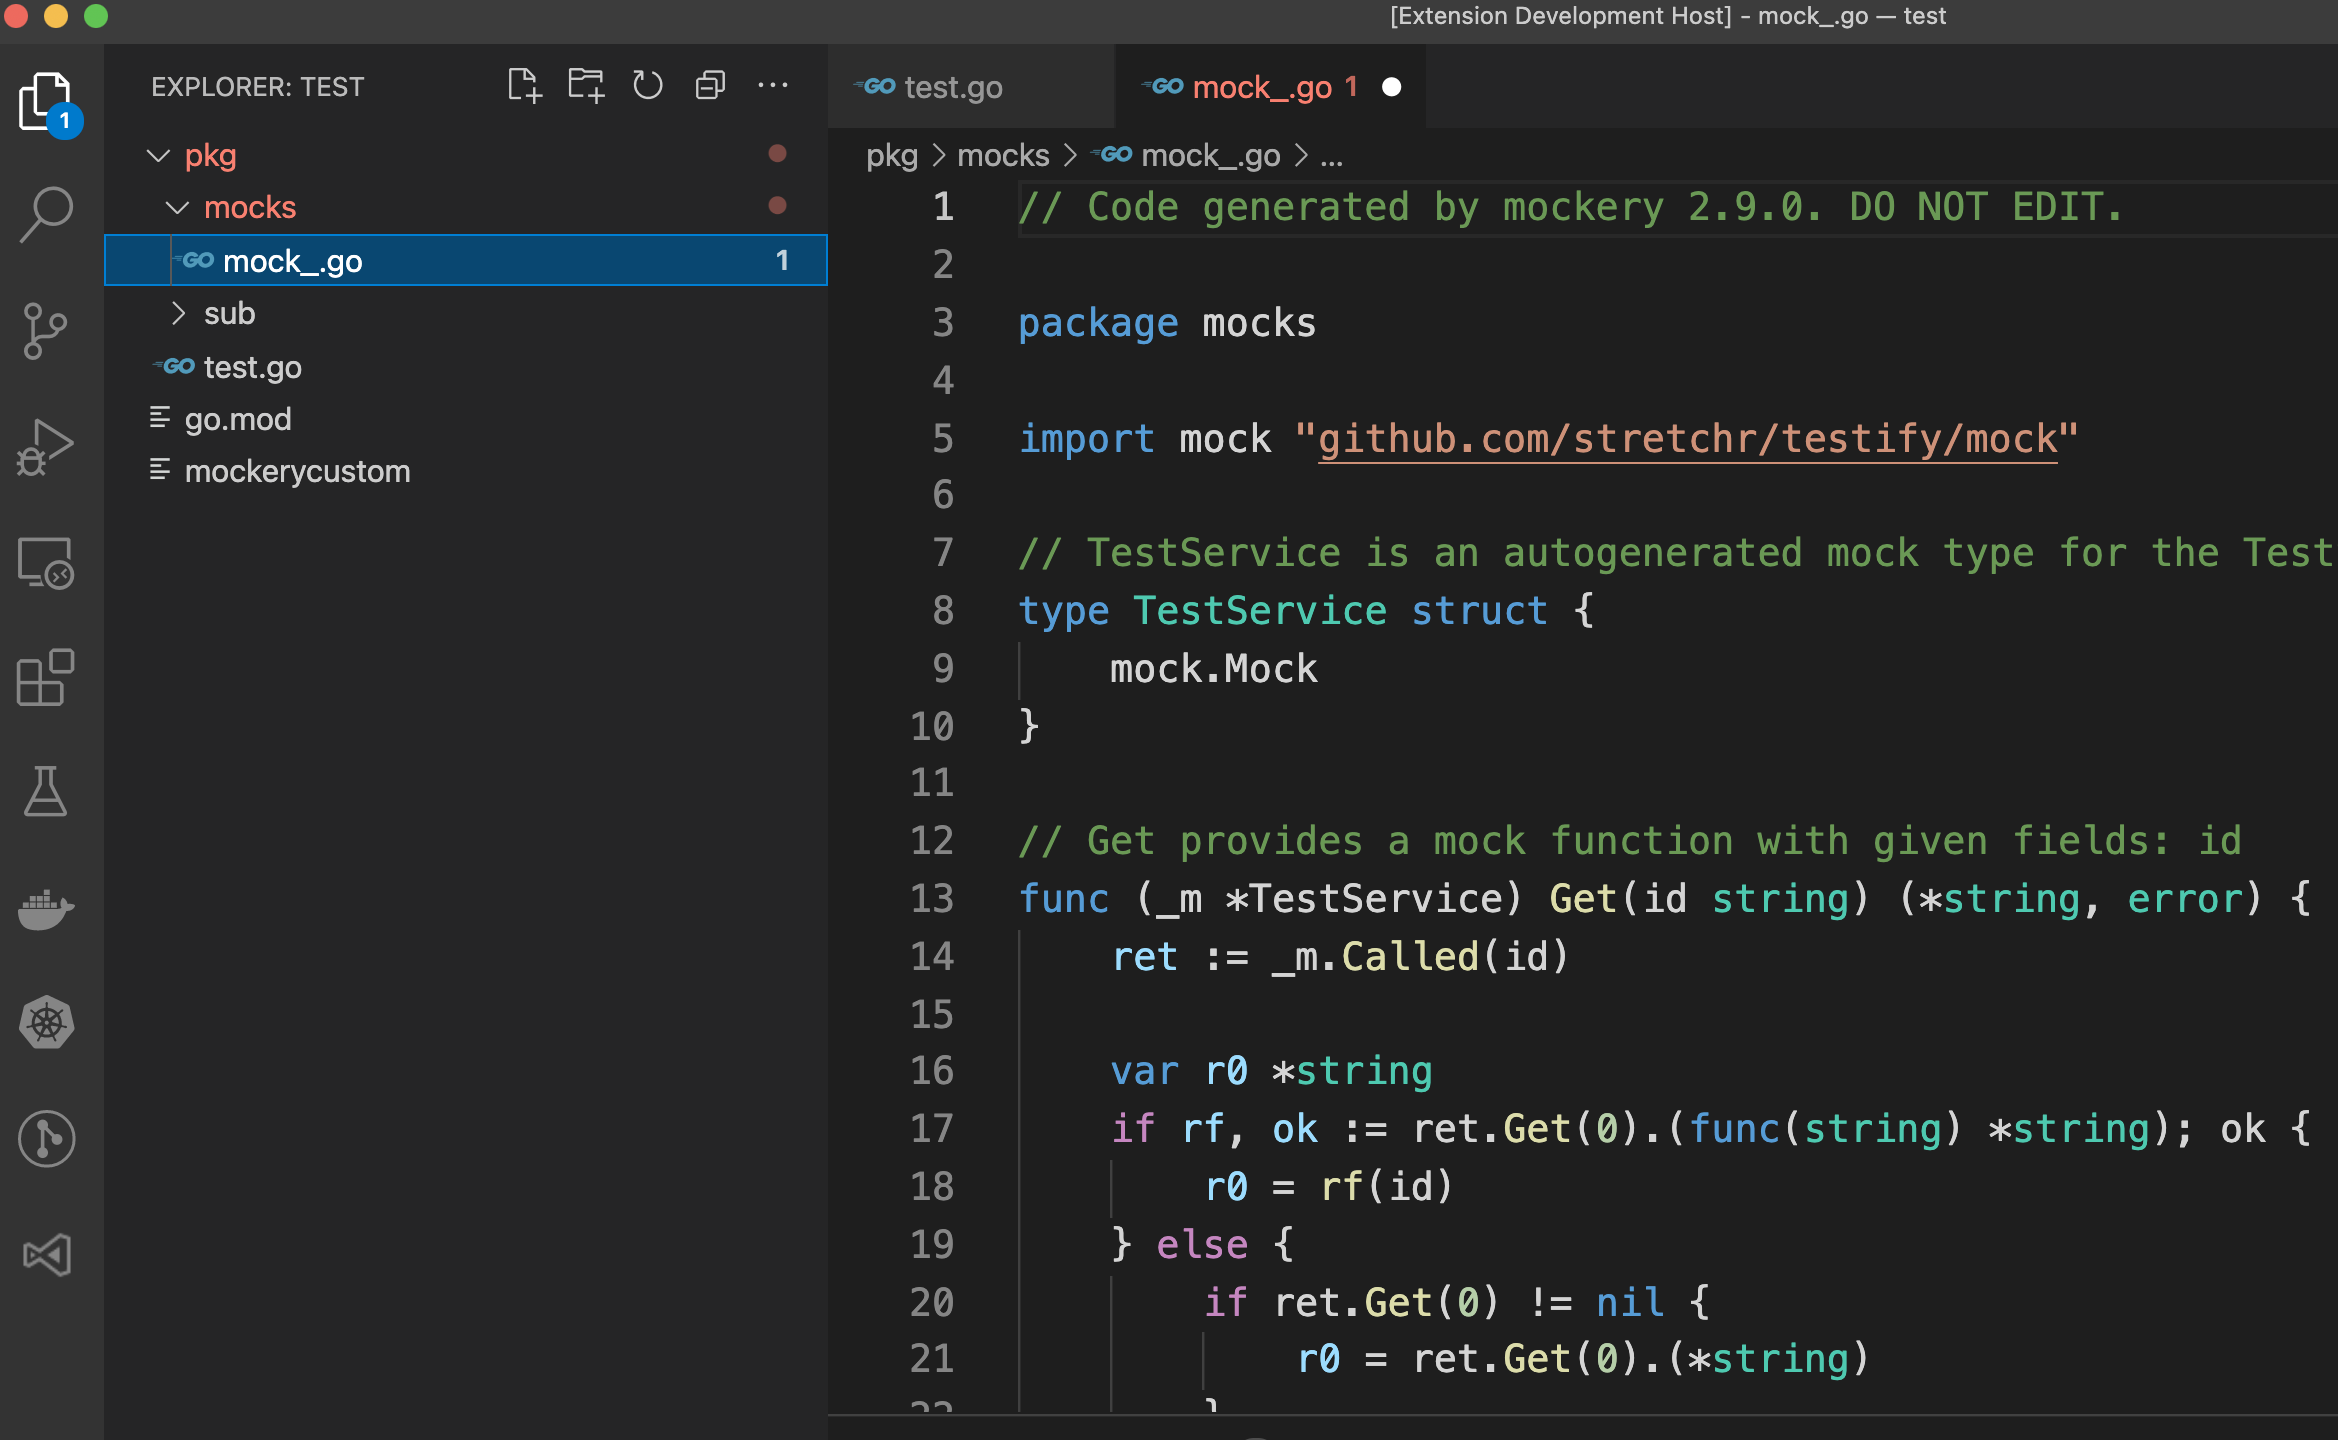 [Extension Development Host] - mock_.go — test
EXPLORER: TEST
1
pkg
mocks
GO mock_.go 1
sub
GO test.go
go.mod
mockerycustom
GO test.go
GO mock_.go 1
pkg > mocks > GO mock_.go > ...
1 // Code generated by mockery 2.9.0. DO NOT EDIT.
2
3 package mocks
4
5 import mock "github.com/stretchr/testify/mock"
6
7 // TestService is an autogenerated mock type for the Test
8 type TestService struct {
9 mock.Mock
10 }
11
12 // Get provides a mock function with given fields: id
13 func (_m *TestService) Get(id string) (*string, error) {
14 ret := _m.Called(id)
15
16 var r0 *string
17 if rf, ok := ret.Get(0).(func(string) *string); ok {
18 r0 = rf(id)
19 } else {
20 if ret.Get(0) != nil {
21 r0 = ret.Get(0).(*string)